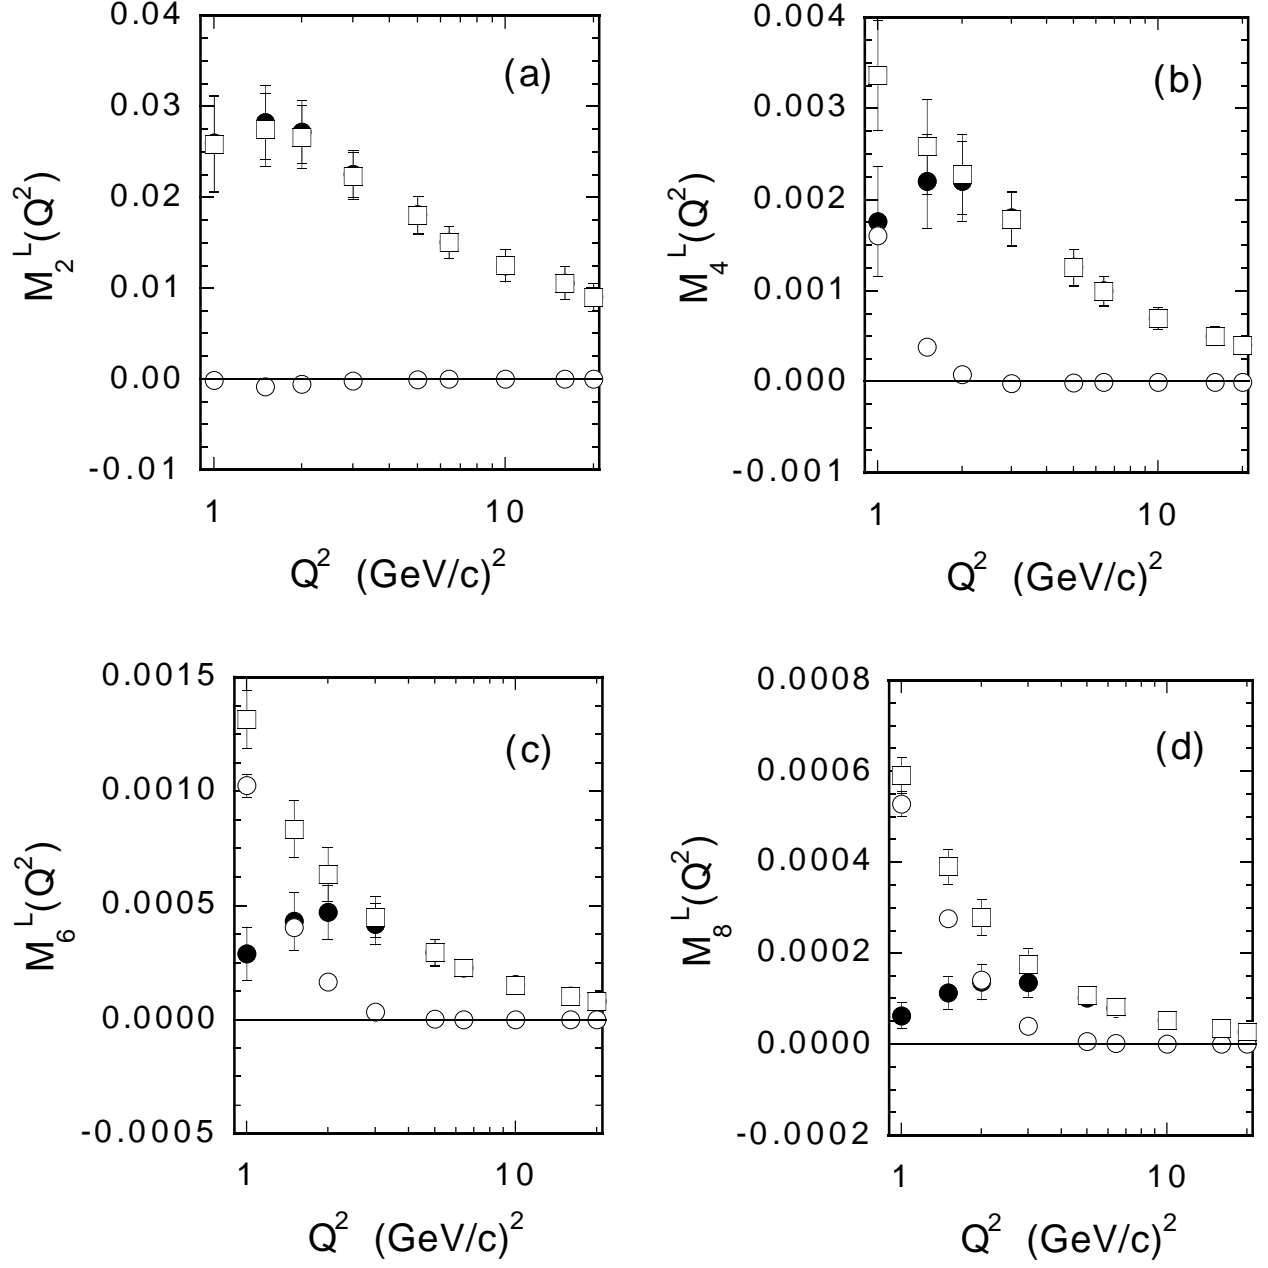 0.04
0.03
0.02
0.01
0.00
-0.01
M₂ᴸ(Q²)
(a)
1 10
Q² (GeV/c)²
0.004
0.003
0.002
0.001
0.000
-0.001
M₄ᴸ(Q²)
(b)
1 10
Q² (GeV/c)²
0.0015
0.0010
0.0005
0.0000
-0.0005
M₆ᴸ(Q²)
(c)
1 10
Q² (GeV/c)²
0.0008
0.0006
0.0004
0.0002
0.0000
-0.0002
M₈ᴸ(Q²)
(d)
1 10
Q² (GeV/c)²